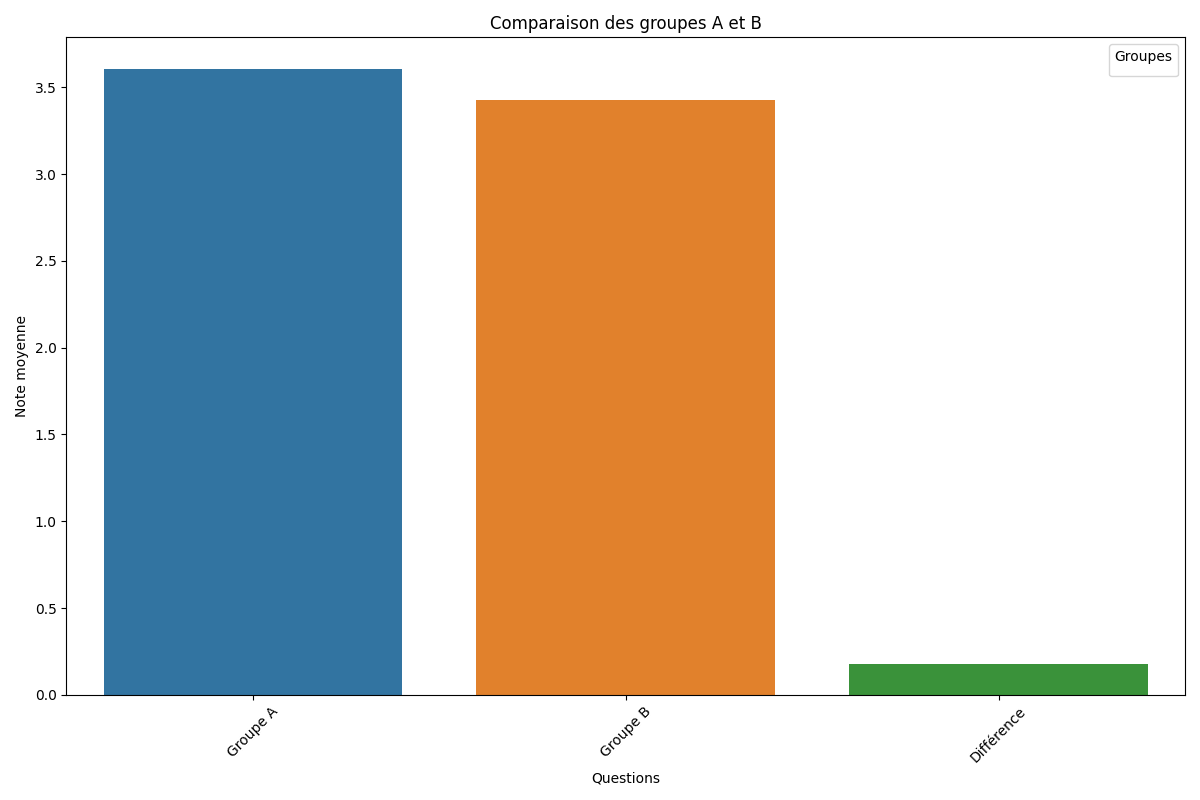 Comparaison des groupes A et B
Groupes
Note moyenne
3.5
3.0
2.5
2.0
1.5
1.0
0.5
0.0
Groupe A
Groupe B
Différence
Questions